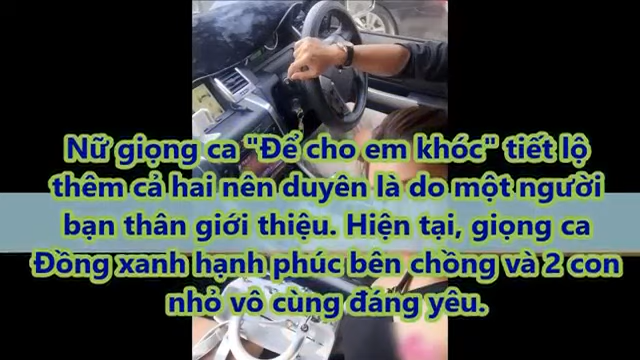 Nữ giọng ca "Để cho em khóc" tiết lộ
thêm cả hai nên duyên là do một người
bạn thân giới thiệu. Hiện tại, giọng ca
Đồng xanh hạnh phúc bên chồng và 2 con
nhỏ vô cùng đáng yêu.